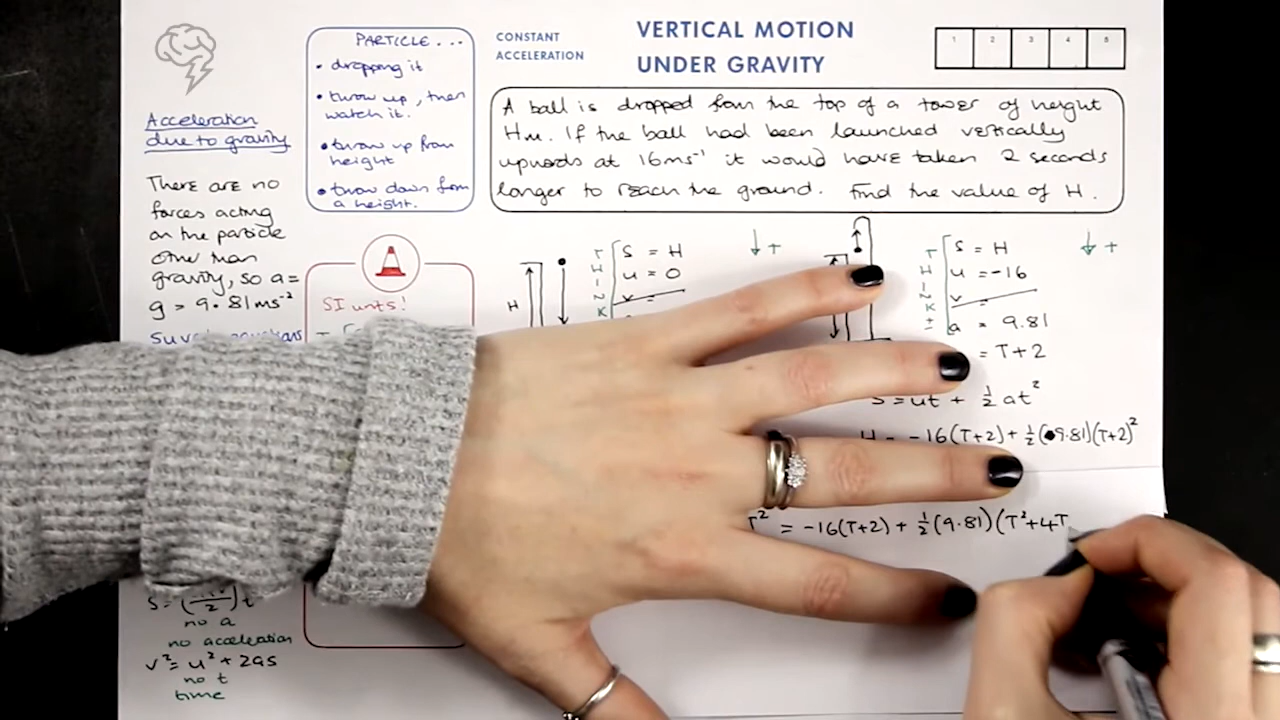 CONSTANT
ACCELERATION
VERTICAL MOTION
UNDER GRAVITY
1 2 3 4 5
Acceleration
due to gravity
There are no
forces acting
on the particle
other than
gravity, so a =
g > 9.81ms⁻²
PARTICLE...
• dropping it
• throw up, then
watch it.
• throw up from
height
• throw down from
a height.
SI units!
A ball is dropped from the top of a tower of height
Hm. If the ball had been launched vertically
upwards at 16ms⁻¹ it would have taken 2 seconds
longer to reach the ground. Find the value of H.
H
THINK
S = H
u = 0
v =
↓+
THINK
S = H
u = -16
v =
a = 9.81
= T+2
↓+
S = ut + ½at²
H = -16(T+2) + ½(9.81)(T+2)²
T² = -16(T+2) + ½(9.81)(T²+4T
no a
no acceleration
v² = u² + 2as
no t
time